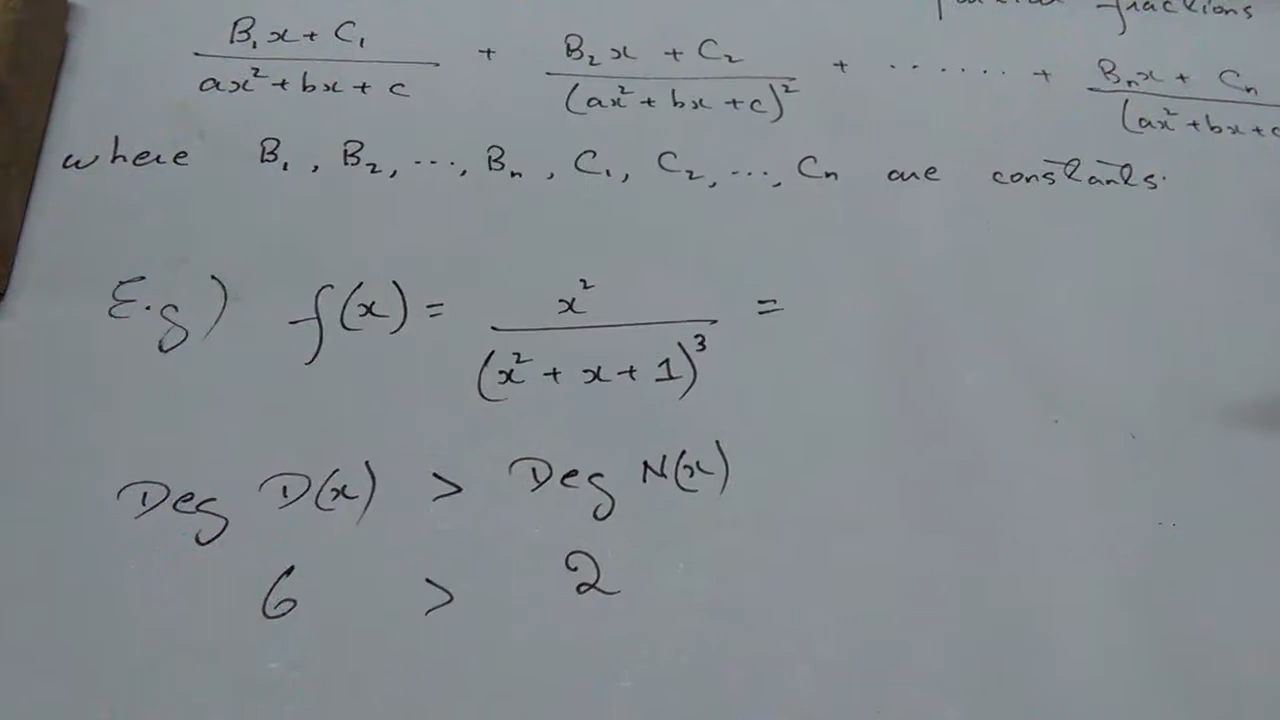 fractions
B₁x + C₁ / ax² + bx + c + B₂x + C₂ / (ax² + bx + c)² + ....... + Bₙx + Cₙ / (ax² + bx + c
where B₁, B₂, ..., Bₙ, C₁, C₂, ..., Cₙ are constants.
E.g) f(x) = x² / (x² + x + 1)³ =
Deg D(x) > Deg N(x)
6 > 2